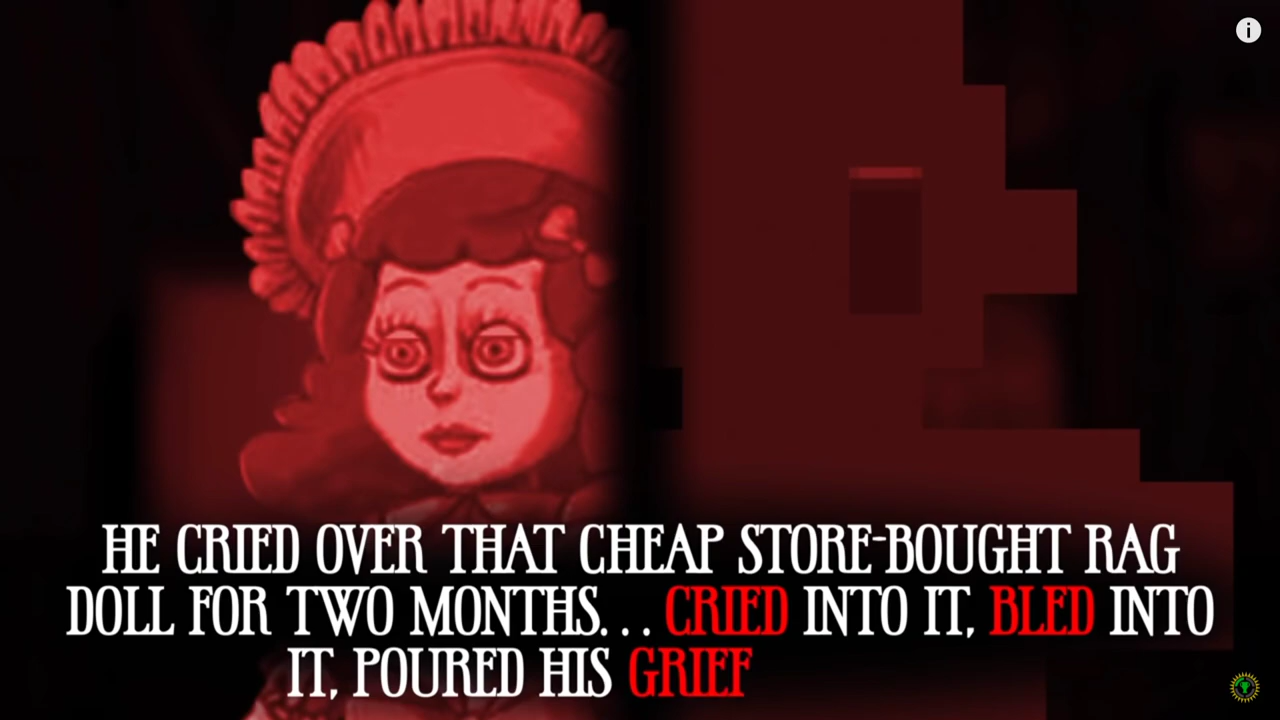 HE CRIED OVER THAT CHEAP STORE-BOUGHT RAG
DOLL FOR TWO MONTHS... CRIED INTO IT, BLED INTO
IT, POURED HIS GRIEF